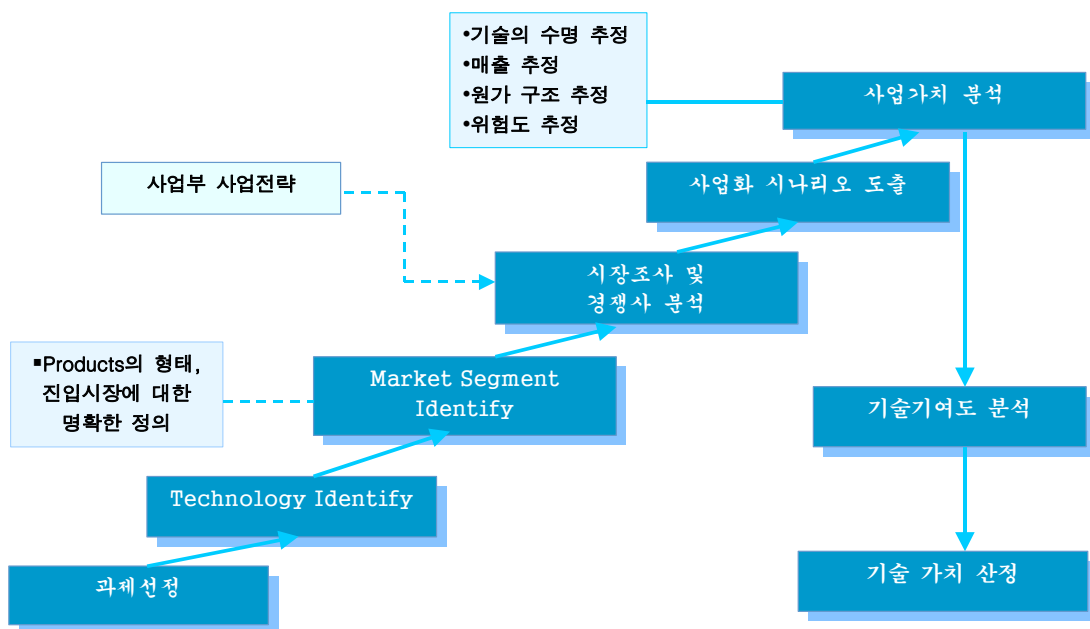 •기술의 수명 추정
•매출 추정
•원가 구조 추정
•위험도 추정
사업가치 분석
사업부 사업전략
사업화 시나리오 도출
시장조사 및
경쟁사 분석
▪Products의 형태,
진입시장에 대한
명확한 정의
Market Segment
Identify
기술기여도 분석
Technology Identify
과제선정
기술 가치 산정